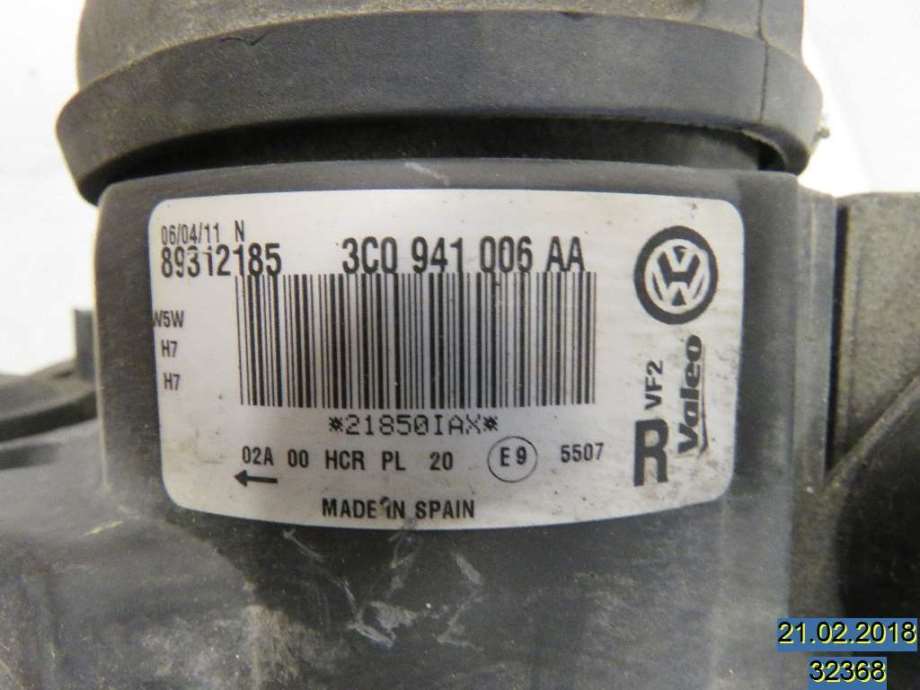 06/04/11 N
89312185 3C0 941 006 AA
W5W
H7
H7
*21850IAX*
02A 00 HCR PL 20 E9 5507
MADE IN SPAIN
R VF2
Valeo
21.02.2018
32368